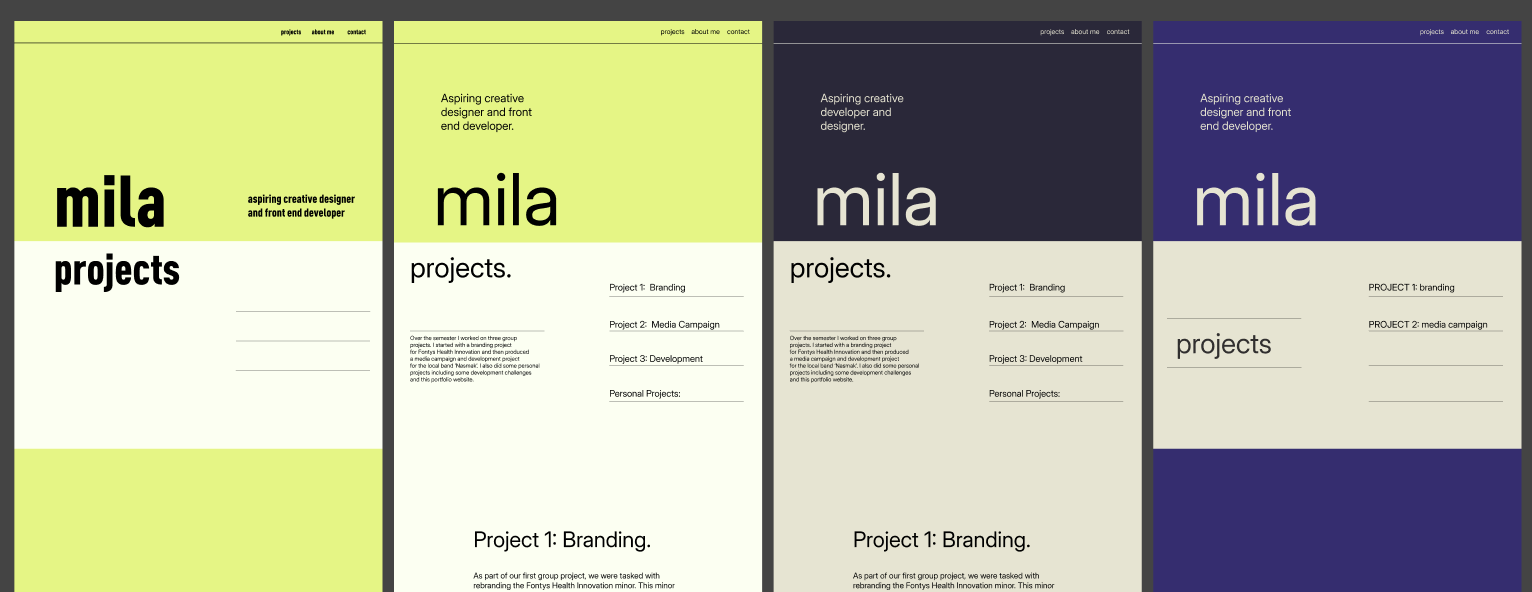 projects about me contact
mila
aspiring creative designer
and front end developer
projects
projects about me contact
Aspiring creative
designer and front
end developer.
mila
projects.
Over the semester I worked on three group
projects. I started with a branding project
for Fontys Health Innovation and then produced
a media campaign and development project
for the local band 'Nasmak'. I also did some personal
projects including some development challenges
and this portfolio website.
Project 1: Branding
Project 2: Media Campaign
Project 3: Development
Personal Projects:
Project 1: Branding.
As part of our first group project, we were tasked with
rebranding the Fontys Health Innovation minor. This minor
projects about me contact
Aspiring creative
developer and
designer.
mila
projects.
Over the semester I worked on three group
projects. I started with a branding project
for Fontys Health Innovation and then produced
a media campaign and development project
for the local band 'Nasmak'. I also did some personal
projects including some development challenges
and this portfolio website.
Project 1: Branding
Project 2: Media Campaign
Project 3: Development
Personal Projects:
Project 1: Branding.
As part of our first group project, we were tasked with
rebranding the Fontys Health Innovation minor. This minor
projects about me contact
Aspiring creative
designer and front
end developer.
mila
projects
PROJECT 1: branding
PROJECT 2: media campaign